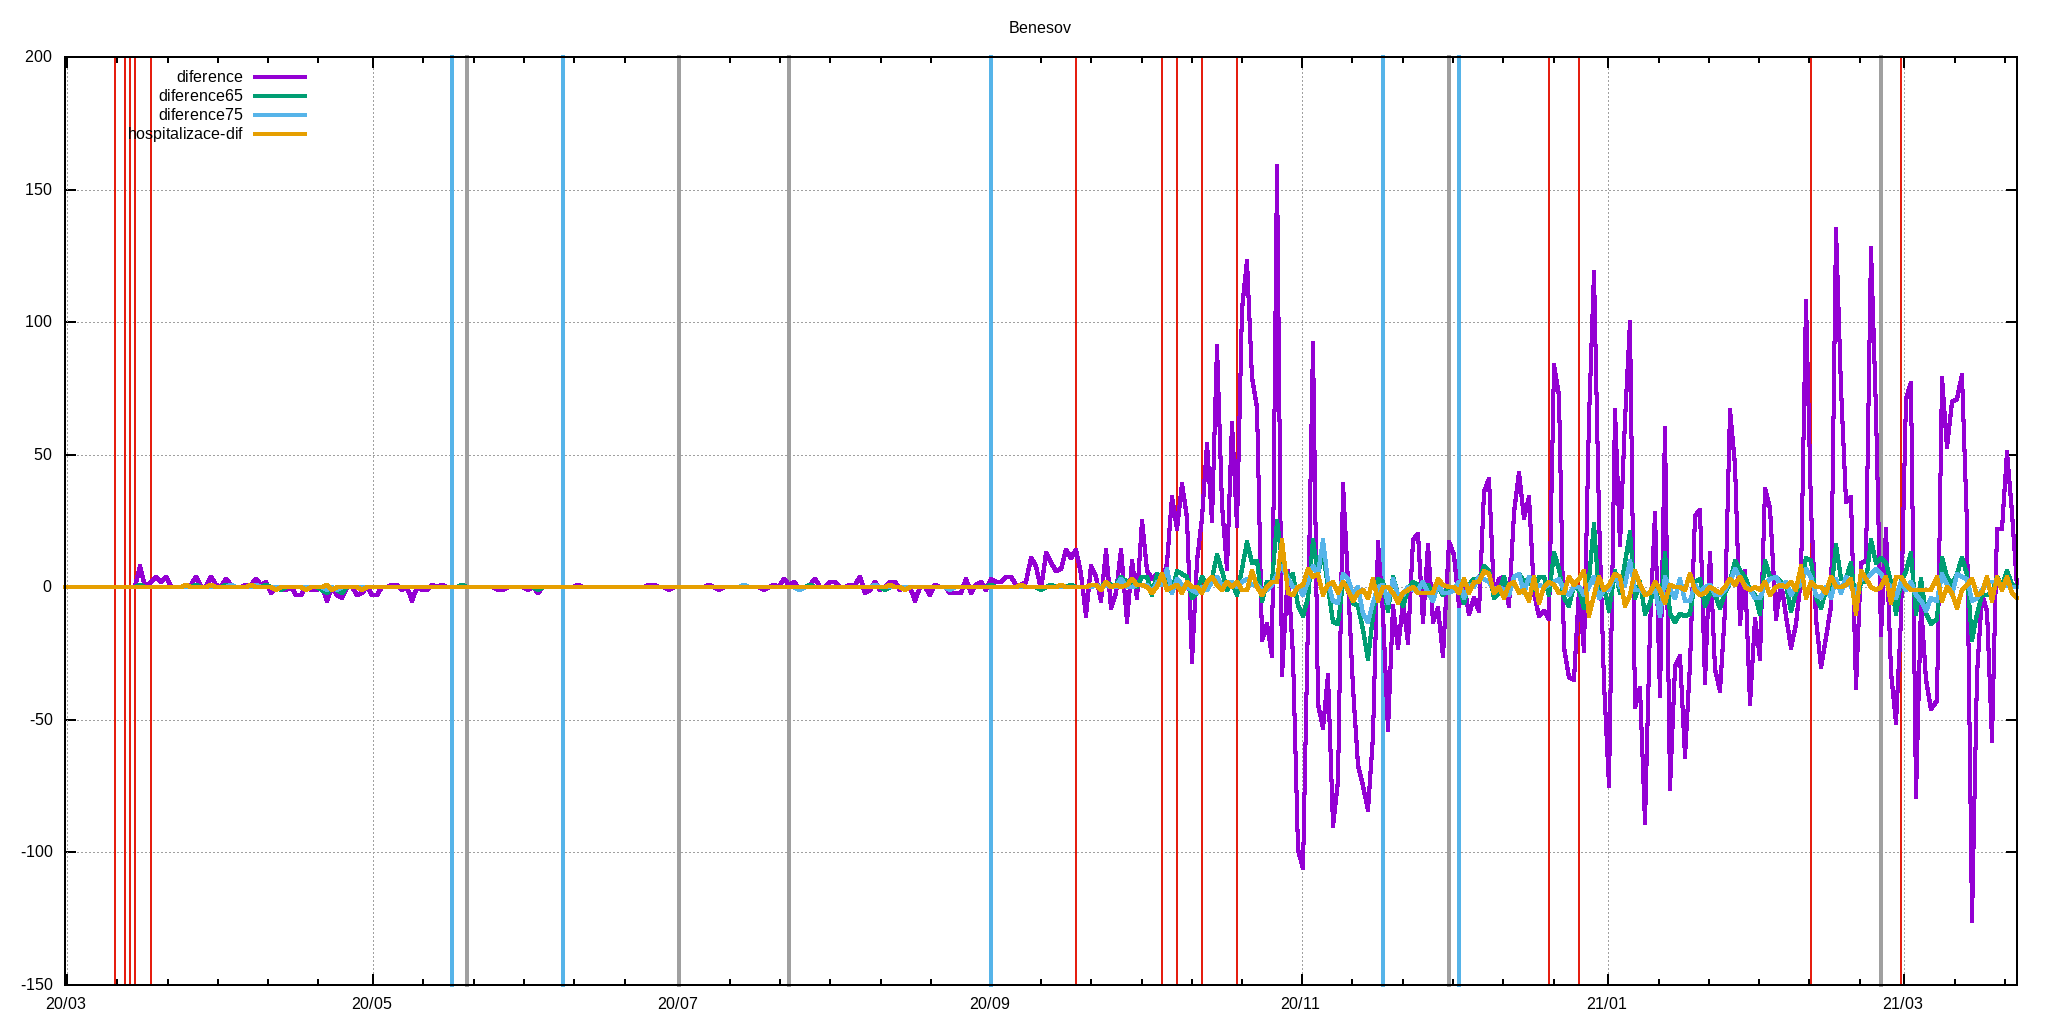 Benesov
diference
diference65
diference75
hospitalizace-dif
200
150
100
50
0
-50
-100
-150
20/03 20/05 20/07 20/09 20/11 21/01 21/03